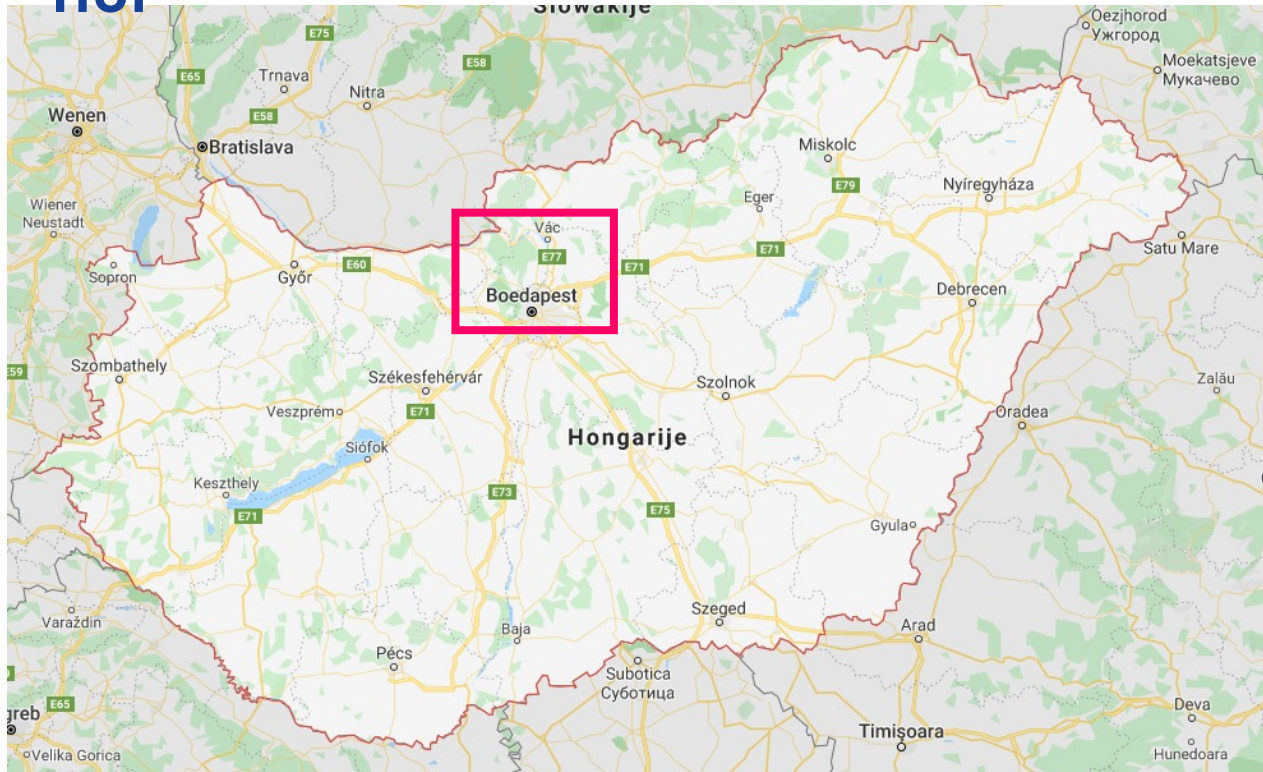 Slowakije
Oezjhorod
Ужгород
E75
E58
E65
Trnava
Nitra
Moekatsjeve
Мукачево
Wenen
E58
Bratislava
Miskolc
E79
Nyíregyháza
Eger
Wiener
Neustadt
Vác
E77
E71
E71
Satu Mare
Sopron
Győr
E60
Boedapest
Debrecen
Szombathely
E59
Székesfehérvár
Szolnok
Zalău
Veszprém
E71
Oradea
Hongarije
Siófok
Keszthely
E73
E75
E71
Gyula
Varaždin
Szeged
Arad
Baja
Pécs
Subotica
Суботица
E65
greb
Deva
Timișoara
Velika Gorica
Hunedoara